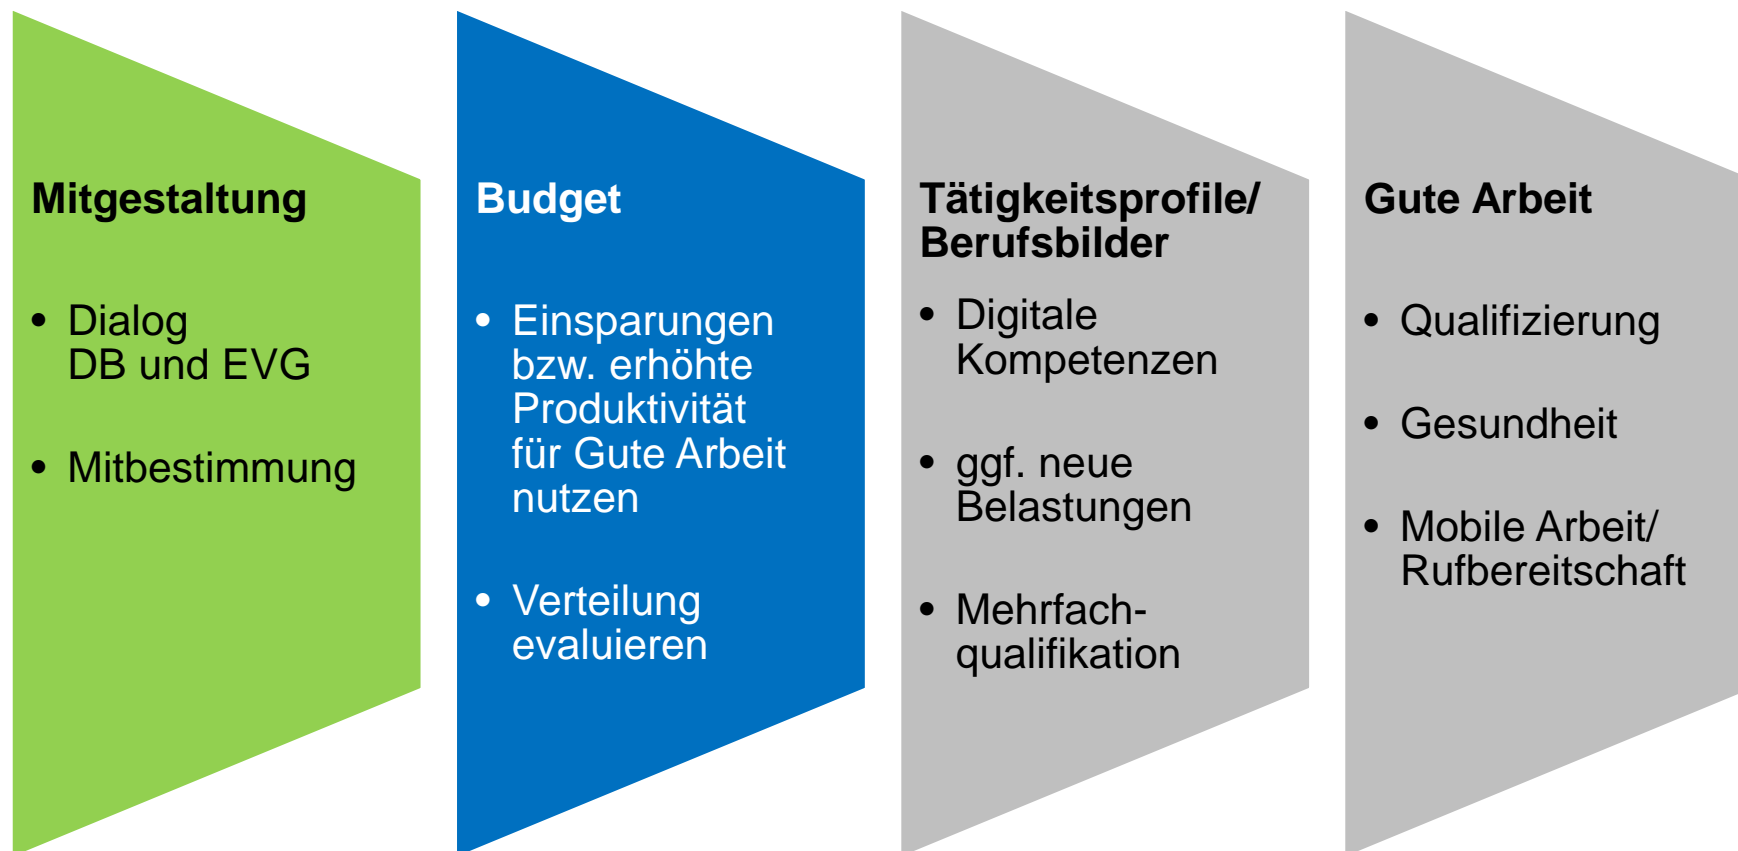 Mitgestaltung
• Dialog
DB und EVG
• Mitbestimmung
Budget
• Einsparungen
bzw. erhöhte
Produktivität
für Gute Arbeit
nutzen
• Verteilung
evaluieren
Tätigkeitsprofile/
Berufsbilder
• Digitale
Kompetenzen
• ggf. neue
Belastungen
• Mehrfach-
qualifikation
Gute Arbeit
• Qualifizierung
• Gesundheit
• Mobile Arbeit/
Rufbereitschaft